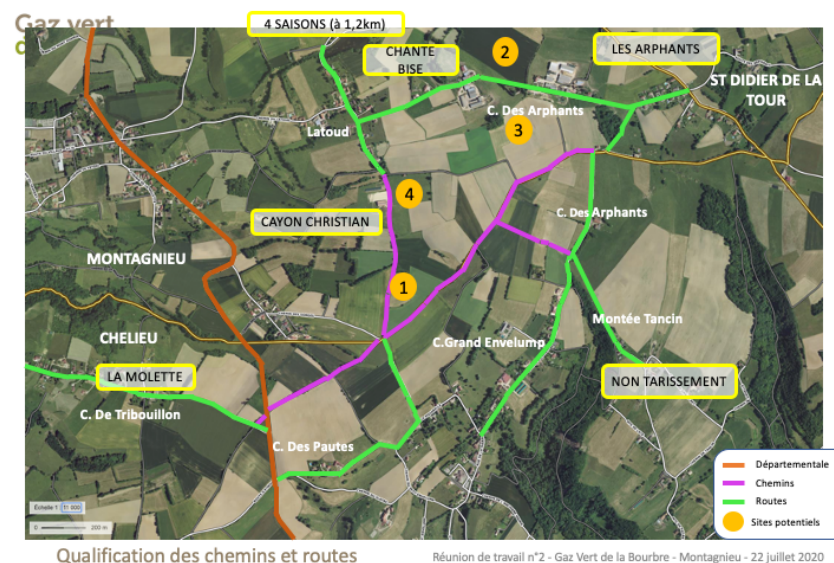 Gaz vert
4 SAISONS (à 1,2km)
CHANTE
BISE
2
LES ARPHANTS
ST DIDIER DE LA
TOUR
C. Des Arphants
3
Latoud
4
CAYON CHRISTIAN
C. Des Arphants
MONTAGNIEU
1
CHELIEU
C.Grand Envelump
Montée Tancin
LA MOLETTE
NON TARISSEMENT
C. De Tribouillon
C. Des Pautes
Départementale
Chemins
Routes
Sites potentiels
Échelle 1: 11 000
0
200 m
Qualification des chemins et routes
Réunion de travail n°2 - Gaz Vert de la Bourbre - Montagnieu - 22 juillet 2020